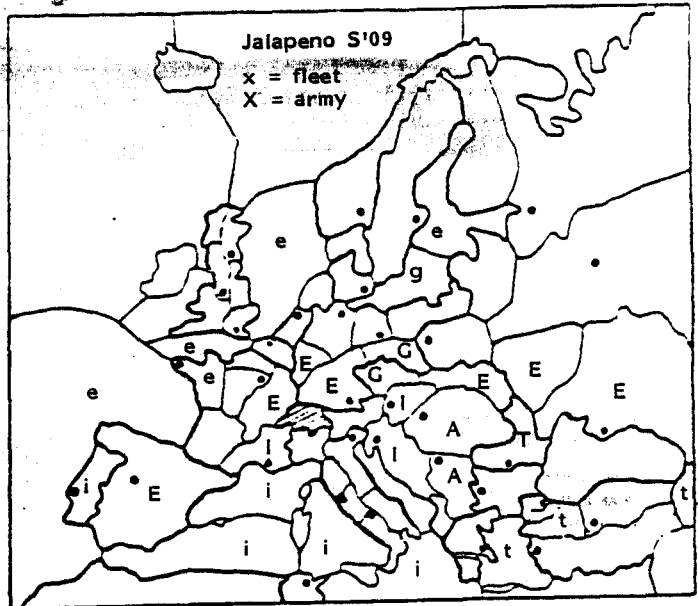 Jalapeno S'09
x = fleet
X = army
e e
g
e E G
e E G E E E
e E I
A T
I I A
i E i t
t
i i t
i